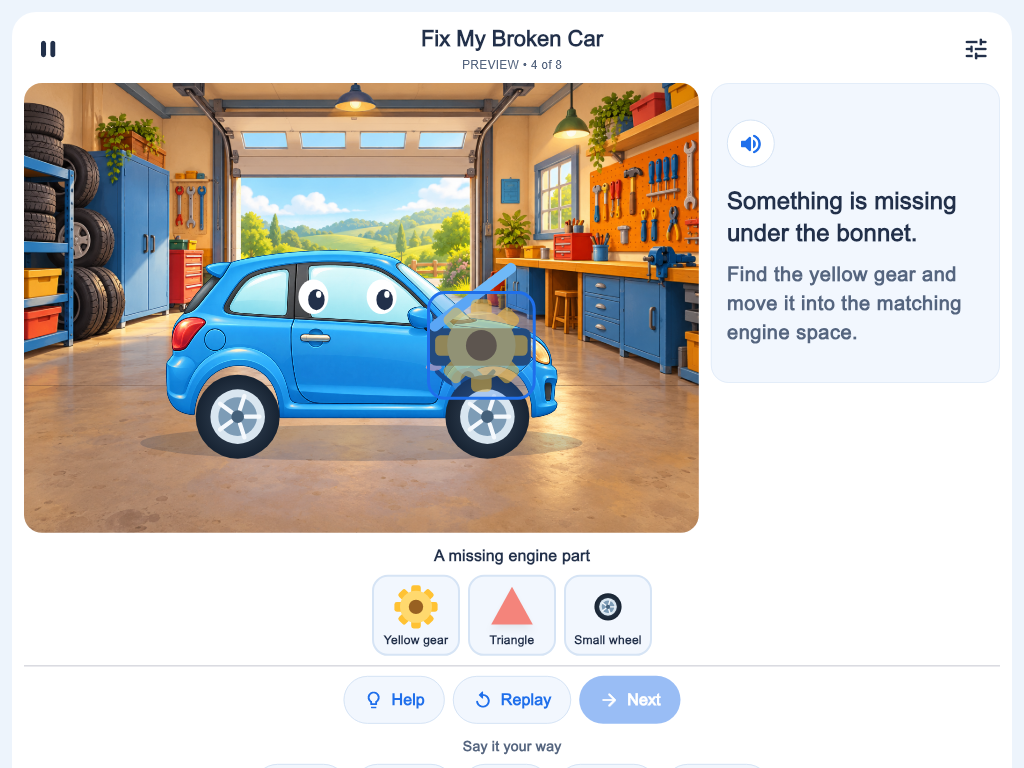 Fix My Broken Car
PREVIEW • 4 of 8
Something is missing
under the bonnet.
Find the yellow gear and
move it into the matching
engine space.
A missing engine part
Yellow gear
Triangle
Small wheel
Help
Replay
Next
Say it your way